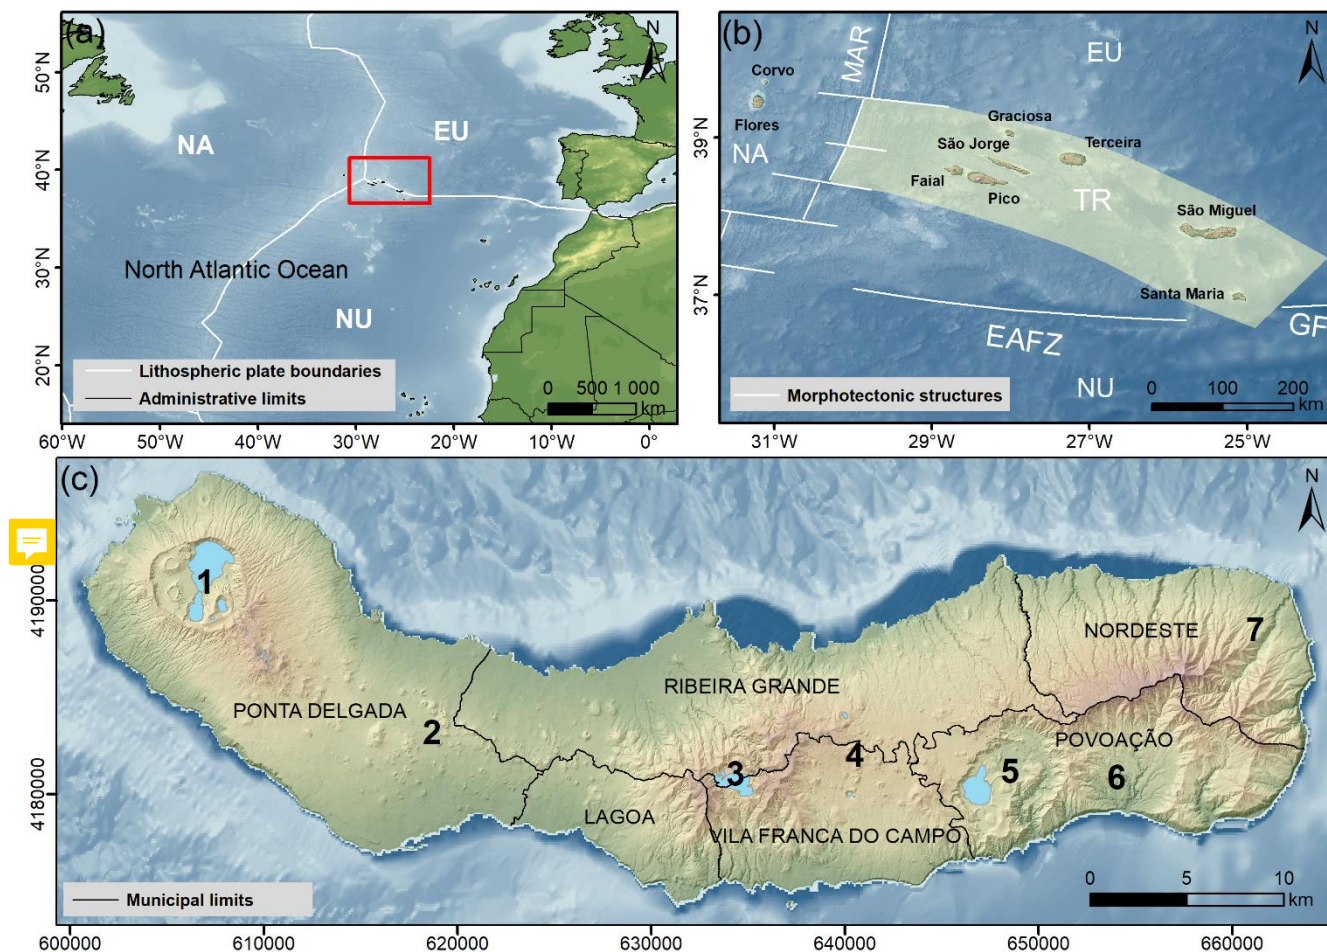 (a)
N
50°N
40°N
30°N
20°N
NA
EU
North Atlantic Ocean
NU
Lithospheric plate boundaries
Administrative limits
0 500 1 000
km
60°W 50°W 40°W 30°W 20°W 10°W 0°
(b)
N
MAR
EU
Corvo
Flores
39°N
NA
Graciosa
São Jorge
Terceira
Faial
Pico
TR
São Miguel
37°N
Santa Maria
EAFZ
GF
NU
Morphotectonic structures
0 100 200
km
31°W 29°W 27°W 25°W
(c)
N
4190000
4180000
1
7
NORDESTE
RIBEIRA GRANDE
PONTA DELGADA
2
POVOAÇÃO
3
4
5
6
LAGOA
VILA FRANCA DO CAMPO
Municipal limits
0 5 10
km
600000 610000 620000 630000 640000 650000 660000